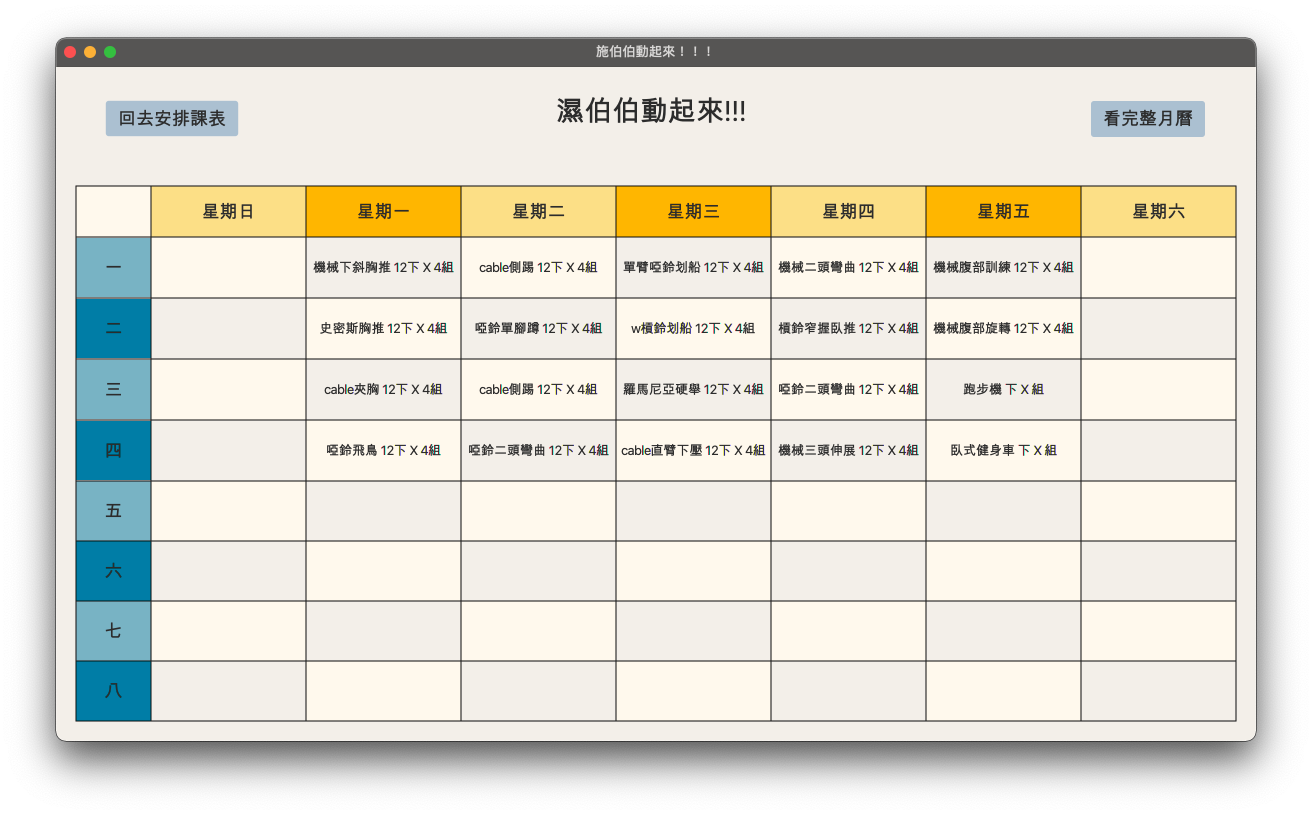 施伯伯動起來！！！
回去安排課表
濕伯伯動起來!!!
看完整月曆
星期日 星期一 星期二 星期三 星期四 星期五 星期六
一 機械下斜胸推 12下 X 4組 cable側踢 12下 X 4組 單臂啞鈴划船 12下 X 4組 機械二頭彎曲 12下 X 4組 機械腹部訓練 12下 X 4組
二 史密斯胸推 12下 X 4組 啞鈴單腳蹲 12下 X 4組 w槓鈴划船 12下 X 4組 槓鈴窄握臥推 12下 X 4組 機械腹部旋轉 12下 X 4組
三 cable夾胸 12下 X 4組 cable側踢 12下 X 4組 羅馬尼亞硬舉 12下 X 4組 啞鈴二頭彎曲 12下 X 4組 跑步機 下 X 組
四 啞鈴飛鳥 12下 X 4組 啞鈴二頭彎曲 12下 X 4組 cable直臂下壓 12下 X 4組 機械三頭伸展 12下 X 4組 臥式健身車 下 X 組
五
六
七
八